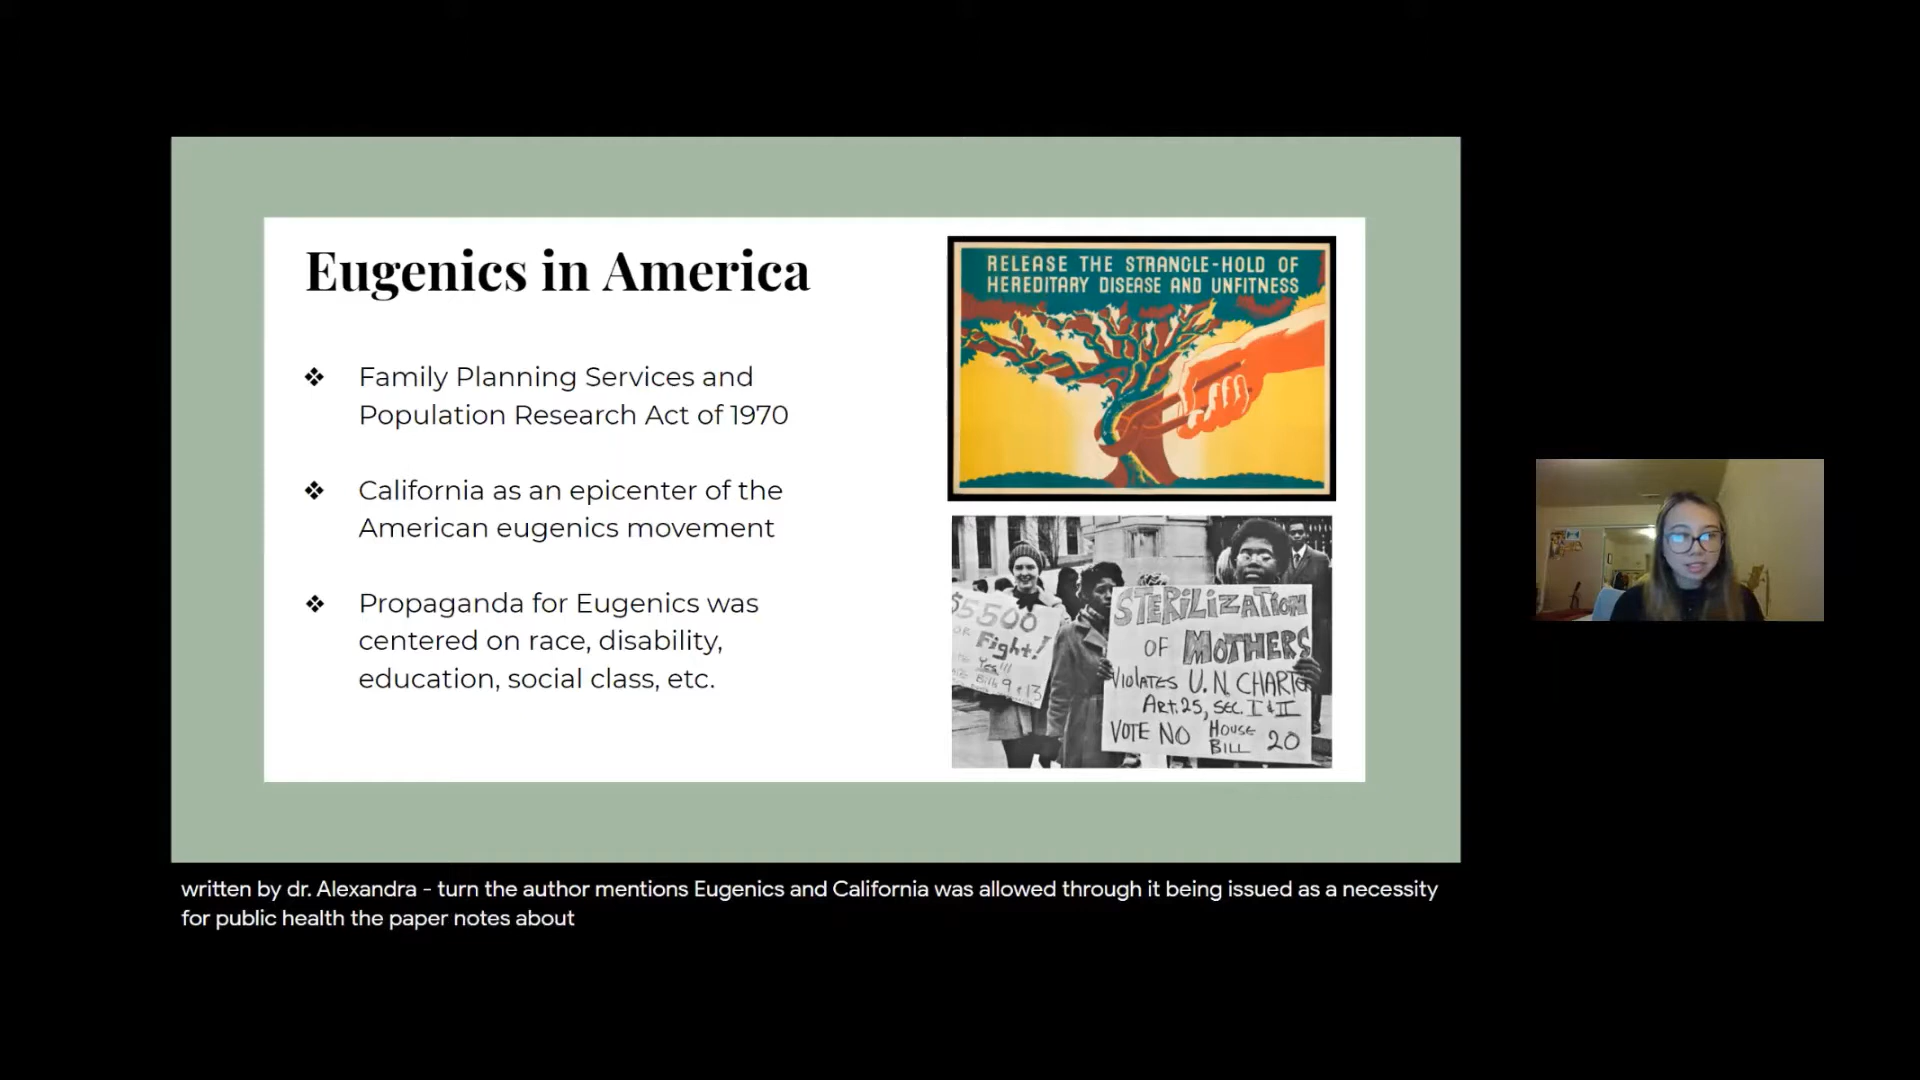 Eugenics in America
❖ Family Planning Services and
Population Research Act of 1970
❖ California as an epicenter of the
American eugenics movement
❖ Propaganda for Eugenics was
centered on race, disability,
education, social class, etc.
RELEASE THE STRANGLE-HOLD OF
HEREDITARY DISEASE AND UNFITNESS
$5500
OR Fight!
Yes!!!
Bills 9 & 13
STERiLiZATiON
OF MOTHERS
VIOLATES U.N. CHARTER
Art. 25, SEC. I & II
VOTE NO HOUSE
BILL 20
written by dr. Alexandra - turn the author mentions Eugenics and California was allowed through it being issued as a necessity
for public health the paper notes about